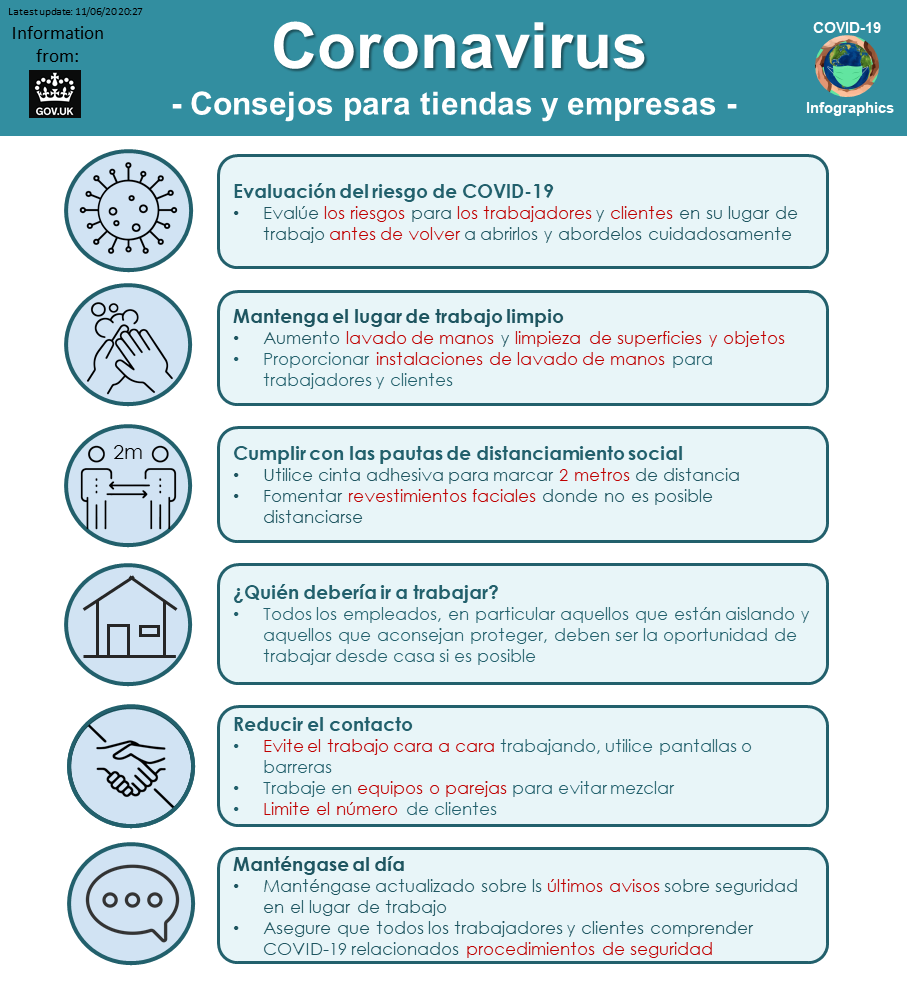 Latest update: 11/06/20 20:27
Information
from:
GOV.UK
Coronavirus
- Consejos para tiendas y empresas -
COVID-19
Infographics
Evaluación del riesgo de COVID-19
• Evalúe los riesgos para los trabajadores y clientes en su lugar de
trabajo antes de volver a abrirlos y abordelos cuidadosamente
Mantenga el lugar de trabajo limpio
• Aumento lavado de manos y limpieza de superficies y objetos
• Proporcionar instalaciones de lavado de manos para
trabajadores y clientes
2m
Cumplir con las pautas de distanciamiento social
• Utilice cinta adhesiva para marcar 2 metros de distancia
• Fomentar revestimientos faciales donde no es posible
distanciarse
¿Quién debería ir a trabajar?
• Todos los empleados, en particular aquellos que están aislando y
aquellos que aconsejan proteger, deben ser la oportunidad de
trabajar desde casa si es posible
Reducir el contacto
• Evite el trabajo cara a cara trabajando, utilice pantallas o
barreras
• Trabaje en equipos o parejas para evitar mezclar
• Limite el número de clientes
Manténgase al día
• Manténgase actualizado sobre ls últimos avisos sobre seguridad
en el lugar de trabajo
• Asegure que todos los trabajadores y clientes comprender
COVID-19 relacionados procedimientos de seguridad